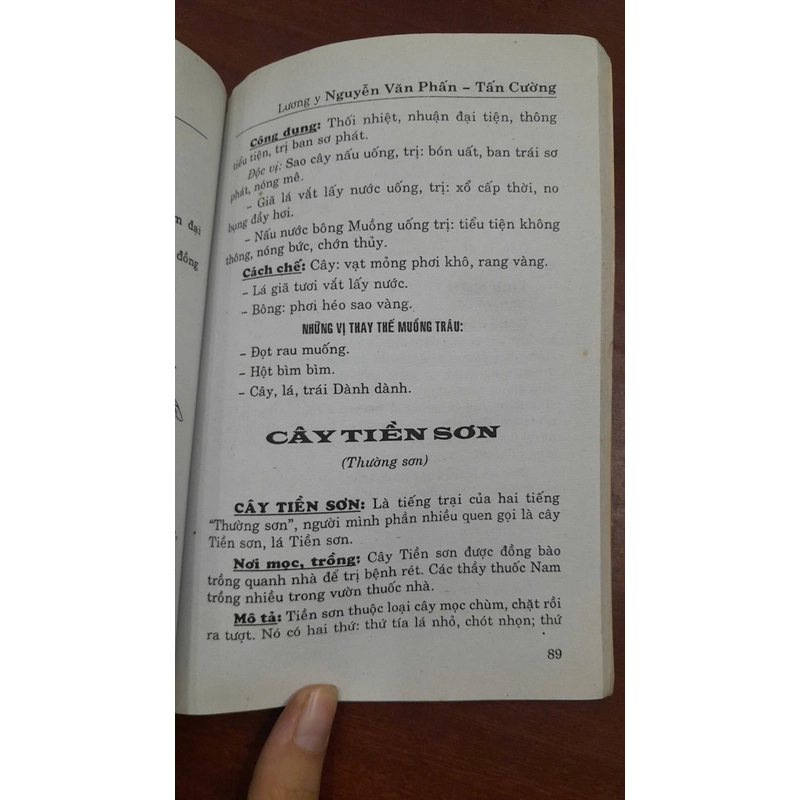 Lương y Nguyễn Văn Phấn – Tấn Cường
Công dụng: Thối nhiệt, nhuận đại tiện, thông
tiểu tiện, trị ban sơ phát.
Độc vị: Sao cây nấu uống, trị: bón uất, ban trái sơ
phát, nóng mê.
– Giã lá vắt lấy nước uống, trị: xổ cấp thời, no
bụng đầy hơi.
– Nấu nước bông Muồng uống trị: tiểu tiện không
thông, nóng bức, chớn thủy.
Cách chế: Cây: vạt mỏng phơi khô, rang vàng.
– Lá giã tươi vắt lấy nước.
– Bông: phơi héo sao vàng.
NHỮNG VỊ THAY THẾ MUỒNG TRÂU:
– Đọt rau muống.
– Hột bìm bìm.
– Cây, lá, trái Dành dành.
CÂY TIỀN SƠN
(Thường sơn)
CÂY TIỀN SƠN: Là tiếng trại của hai tiếng
"Thường sơn", người mình phần nhiều quen gọi là cây
Tiền sơn, lá Tiền sơn.
Nơi mọc, trồng: Cây Tiền sơn được đồng bào
trồng quanh nhà để trị bệnh rét. Các thầy thuốc Nam
trồng nhiều trong vườn thuốc nhà.
Mô tả: Tiền sơn thuộc loại cây mọc chùm, chặt rồi
ra tượt. Nó có hai thứ: thứ tía lá nhỏ, chót nhọn; thứ
89
đại
đồng